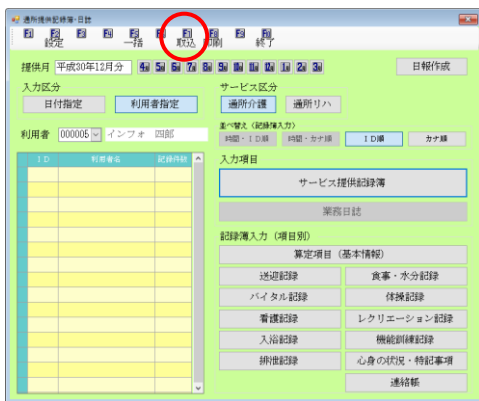 通所提供記録簿・日誌
設定 一括 取込 印刷 終了
提供月 平成30年12月分 4月 5月 6月 7月 8月 9月 10月 11月 12月 1月 2月 3月 日報作成
入力区分 サービス区分
日付指定 利用者指定 通所介護 通所リハ
利用者 000005 インフォ 四郎
並べ替え（記録簿入力）
時間・ＩＤ順 時間・カナ順 ＩＤ順 カナ順
ＩＤ 利用者名 記録件数
入力項目
サービス提供記録簿
業務日誌
記録簿入力（項目別）
算定項目（基本情報）
送迎記録 食事・水分記録
バイタル記録 体操記録
看護記録 レクリエーション記録
入浴記録 機能訓練記録
排泄記録 心身の状況・特記事項
連絡帳